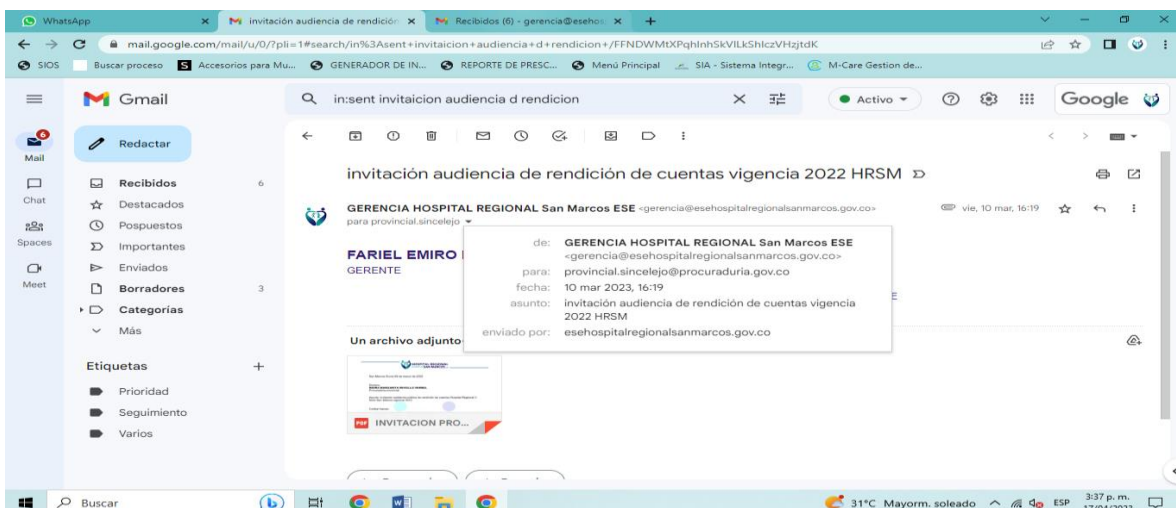 WhatsApp
invitación audiencia de rendición
Recibidos (6) - gerencia@esehos
mail.google.com/mail/u/0/?pli=1#search/in%3Asent+invitaicion+audiencia+d+rendicion+/FFNDWMtXPqhlnhSkVlLkShlczVHzjtdK
SIOS
Buscar proceso
Accesorios para Mu...
GENERADOR DE IN...
REPORTE DE PRESC...
Menú Principal
SIA - Sistema Integr...
M-Care Gestion de...
Gmail
in:sent invitaicion audiencia d rendicion
Activo
Google
6
Mail
Chat
Spaces
Meet
Redactar
Recibidos 6
Destacados
Pospuestos
Importantes
Enviados
Borradores 3
Categorías
Más
Etiquetas
Prioridad
Seguimiento
Varios
invitación audiencia de rendición de cuentas vigencia 2022 HRSM
GERENCIA HOSPITAL REGIONAL San Marcos ESE <gerencia@esehospitalregionalsanmarcos.gov.co>
vie, 10 mar, 16:19
para provincial.sincelejo
FARIEL EMIRO
GERENTE
de: GERENCIA HOSPITAL REGIONAL San Marcos ESE
<gerencia@esehospitalregionalsanmarcos.gov.co>
para: provincial.sincelejo@procuraduria.gov.co
fecha: 10 mar 2023, 16:19
asunto: invitación audiencia de rendición de cuentas vigencia
2022 HRSM
enviado por: esehospitalregionalsanmarcos.gov.co
Un archivo adjunto
PDF INVITACION PRO...
Buscar
31°C Mayorm. soleado
ESP
3:37 p. m.
17/04/2023